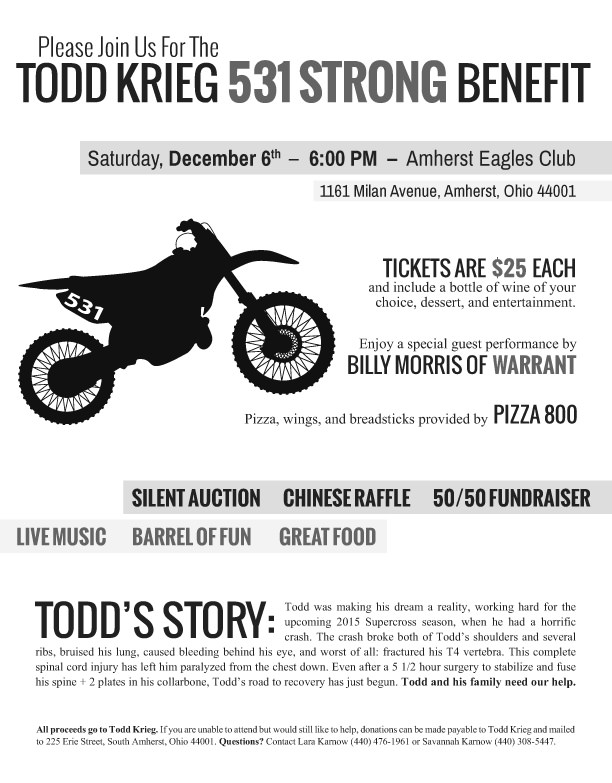 Please Join Us For The
TODD KRIEG 531 STRONG BENEFIT
Saturday, December 6th – 6:00 PM – Amherst Eagles Club
1161 Milan Avenue, Amherst, Ohio 44001
531
TICKETS ARE $25 EACH
and include a bottle of wine of your
choice, dessert, and entertainment.
Enjoy a special guest performance by
BILLY MORRIS OF WARRANT
Pizza, wings, and breadsticks provided by PIZZA 800
SILENT AUCTION CHINESE RAFFLE 50/50 FUNDRAISER
LIVE MUSIC BARREL OF FUN GREAT FOOD
TODD'S STORY:
Todd was making his dream a reality, working hard for the
upcoming 2015 Supercross season, when he had a horrific
crash. The crash broke both of Todd's shoulders and several
ribs, bruised his lung, caused bleeding behind his eye, and worst of all: fractured his T4 vertebra. This complete
spinal cord injury has left him paralyzed from the chest down. Even after a 5 1/2 hour surgery to stabilize and fuse
his spine + 2 plates in his collarbone, Todd's road to recovery has just begun. Todd and his family need our help.
All proceeds go to Todd Krieg. If you are unable to attend but would still like to help, donations can be made payable to Todd Krieg and mailed
to 225 Erie Street, South Amherst, Ohio 44001. Questions? Contact Lara Karnow (440) 476-1961 or Savannah Karnow (440) 308-5447.